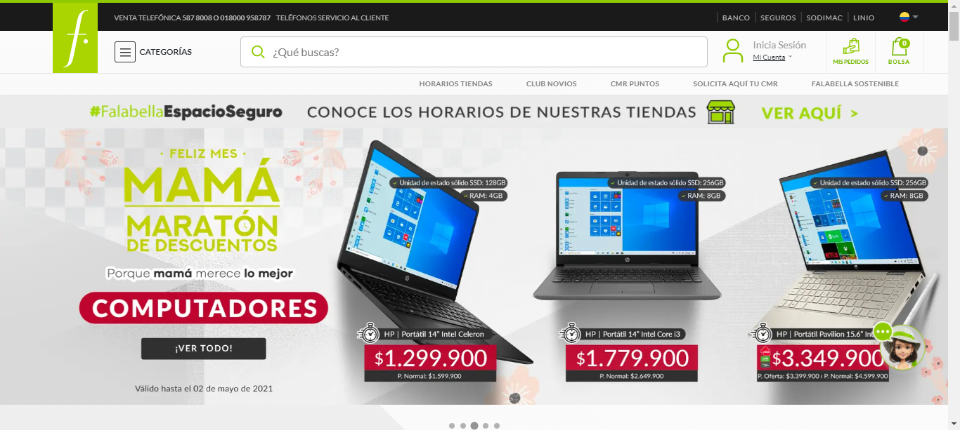 VENTA TELEFÓNICA 587 8008 O 018000 958787 TELÉFONOS SERVICIO AL CLIENTE
BANCO SEGUROS SODIMAC LINIO
f.
CATEGORÍAS
¿Qué buscas?
Inicia Sesión
Mi Cuenta
MIS PEDIDOS
0
BOLSA
HORARIOS TIENDAS CLUB NOVIOS CMR PUNTOS SOLICITA AQUÍ TU CMR FALABELLA SOSTENIBLE
#FalabellaEspacioSeguro CONOCE LOS HORARIOS DE NUESTRAS TIENDAS VER AQUÍ >
· FELIZ MES ·
MAMÁ
MARATÓN
DE DESCUENTOS
Porque mamá merece lo mejor
COMPUTADORES
¡VER TODO!
Válido hasta el 02 de mayo de 2021
Unidad de estado sólido SSD: 128GB
RAM: 4GB
HP | Portátil 14" Intel Celeron
$1.299.900
P. Normal: $1.599.900
Unidad de estado sólido SSD: 256GB
RAM: 8GB
HP | Portátil 14" Intel Core i3
$1.779.900
P. Normal: $2.649.900
Unidad de estado sólido SSD: 256GB
RAM: 8GB
HP | Portátil Pavilion 15.6" Int
$3.349.900
P. Oferta: $3.399.900 | P. Normal: $4.599.900